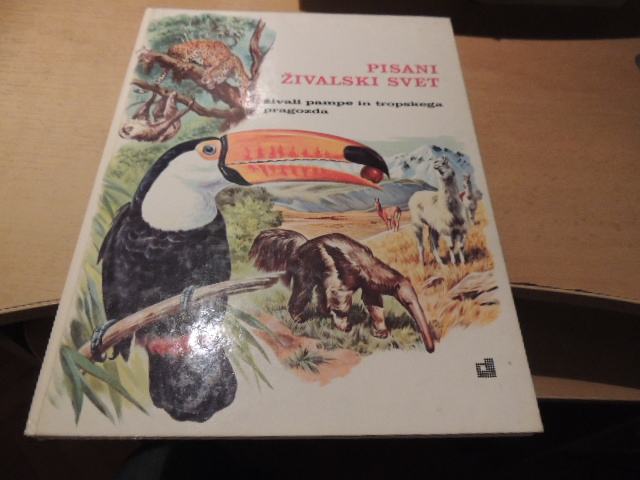 PISANI
ŽIVALSKI SVET
živali pampe in tropskega
pragozda